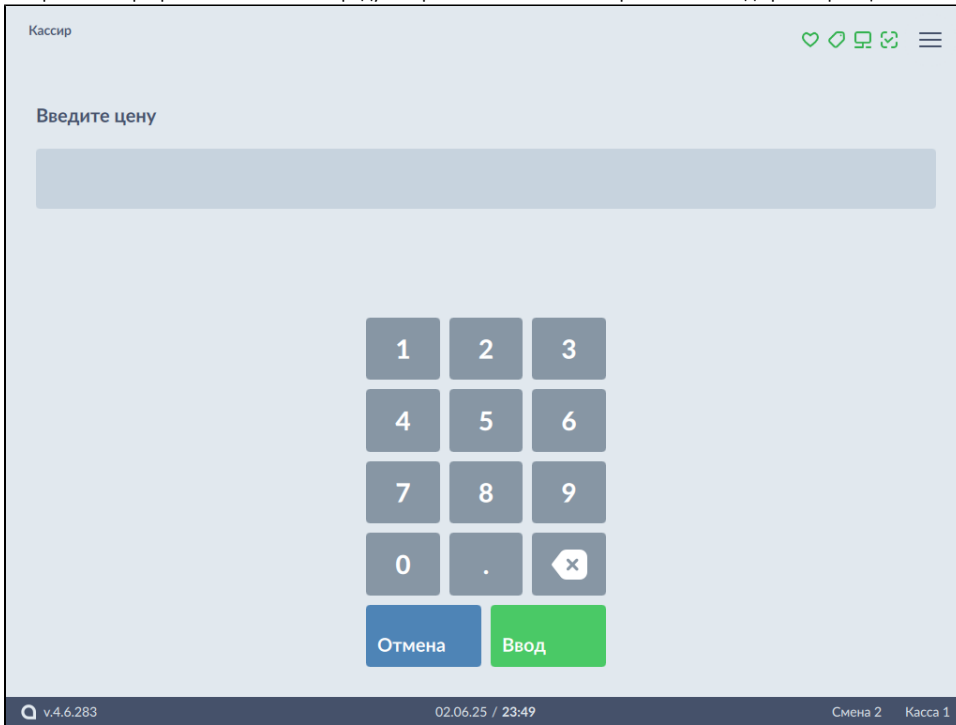 Кассир
Введите цену
1 2 3
4 5 6
7 8 9
0 .
Отмена Ввод
v.4.6.283 02.06.25 / 23:49 Смена 2 Касса 1